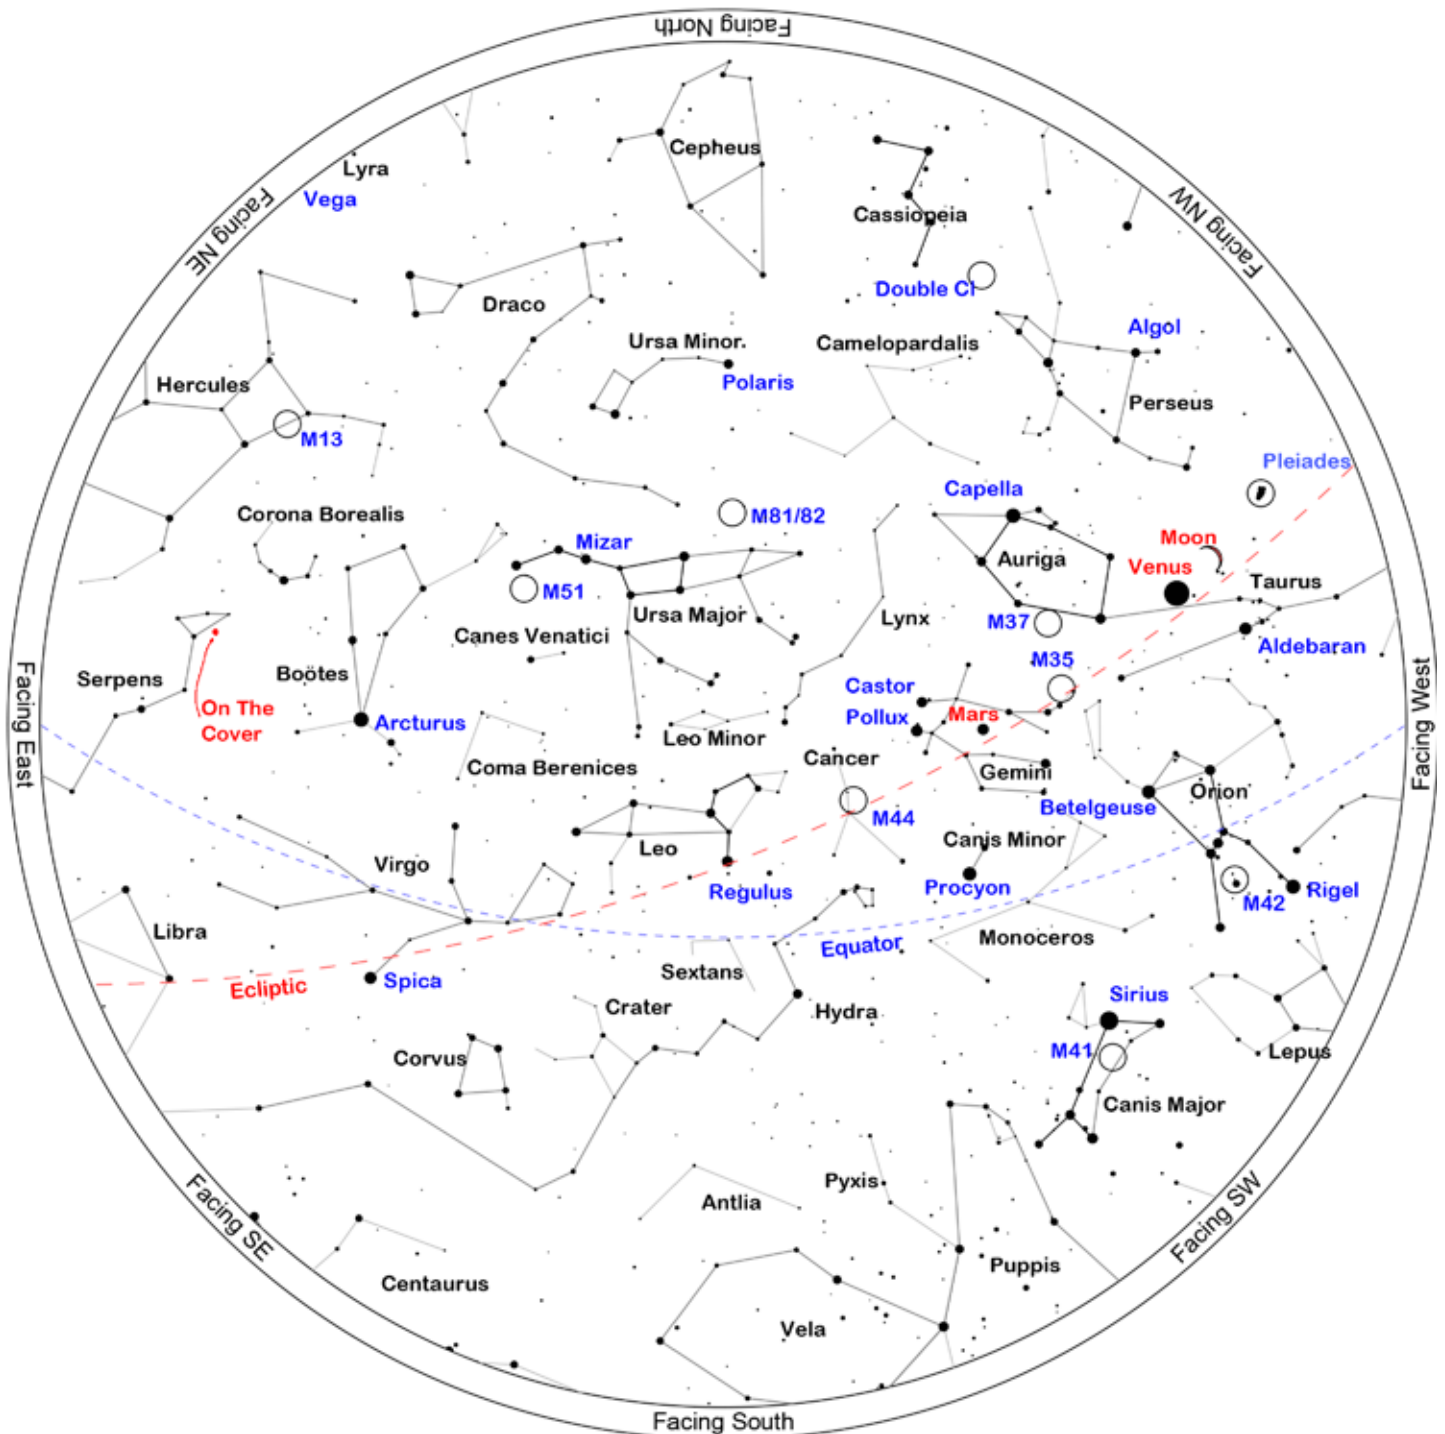 Facing North
Cepheus
Lyra
Vega
Cassiopeia
Facing NE
Facing NW
Double Cl
Draco
Ursa Minor.
Camelopardalis
Algol
Polaris
Hercules
Perseus
M13
Pleiades
Capella
Corona Borealis
M81/82
Mizar
Moon
Auriga
Venus
Taurus
M51
Ursa Major
Lynx
M37
Canes Venatici
Aldebaran
M35
Serpens
Boötes
Castor
On The
Cover
Arcturus
Pollux
Mars
Leo Minor
Facing East
Facing West
Coma Berenices
Cancer
Gemini
Orion
Betelgeuse
M44
Canis Minor
Leo
Virgo
Regulus
Procyon
M42
Rigel
Libra
Equator
Monoceros
Sextans
Spica
Ecliptic
Sirius
Crater
Hydra
M41
Corvus
Lepus
Canis Major
Pyxis
Antlia
Facing SE
Facing SW
Puppis
Centaurus
Vela
Facing South